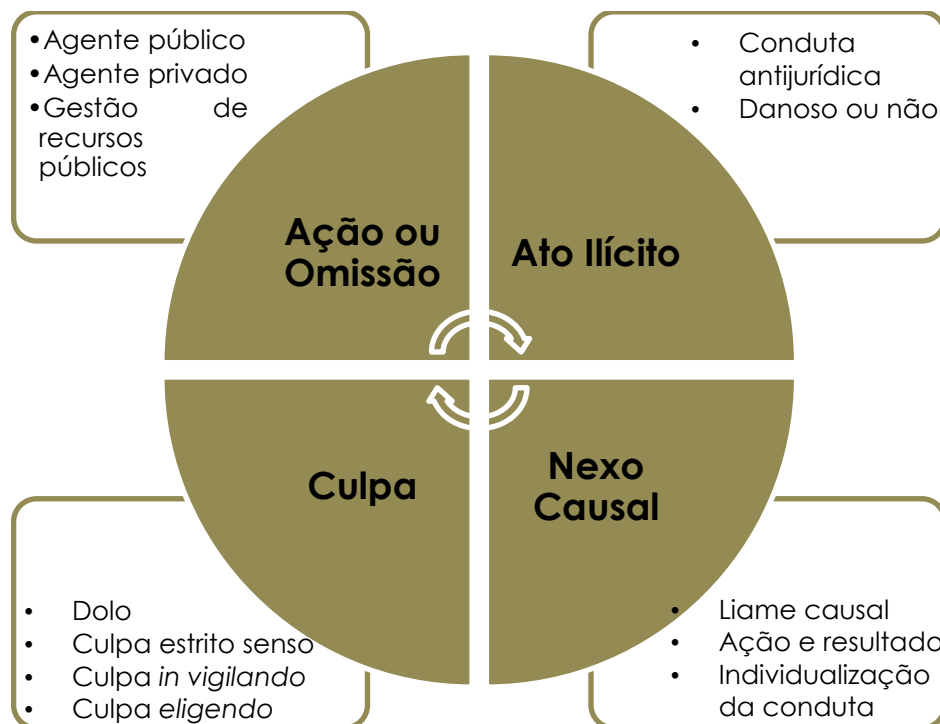 •Agente público
•Agente privado
•Gestão de
recursos
públicos
• Conduta
antijurídica
• Danoso ou não
Ação ou
Omissão
Ato Ilícito
Culpa
Nexo
Causal
• Dolo
• Culpa estrito senso
• Culpa in vigilando
• Culpa eligendo
• Liame causal
• Ação e resultado
• Individualização
da conduta